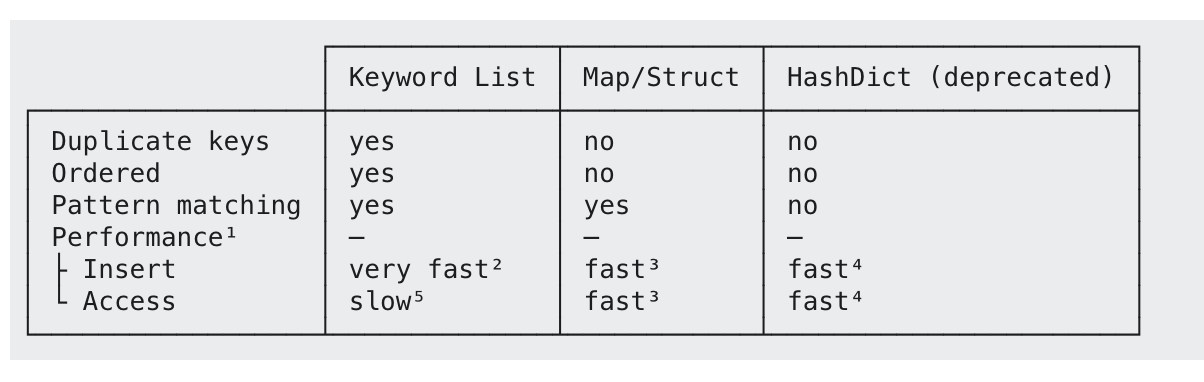 Keyword List Map/Struct HashDict (deprecated)
Duplicate keys yes no no
Ordered yes no no
Pattern matching yes yes no
Performance¹ – – –
├ Insert very fast² fast³ fast⁴
└ Access slow⁵ fast³ fast⁴